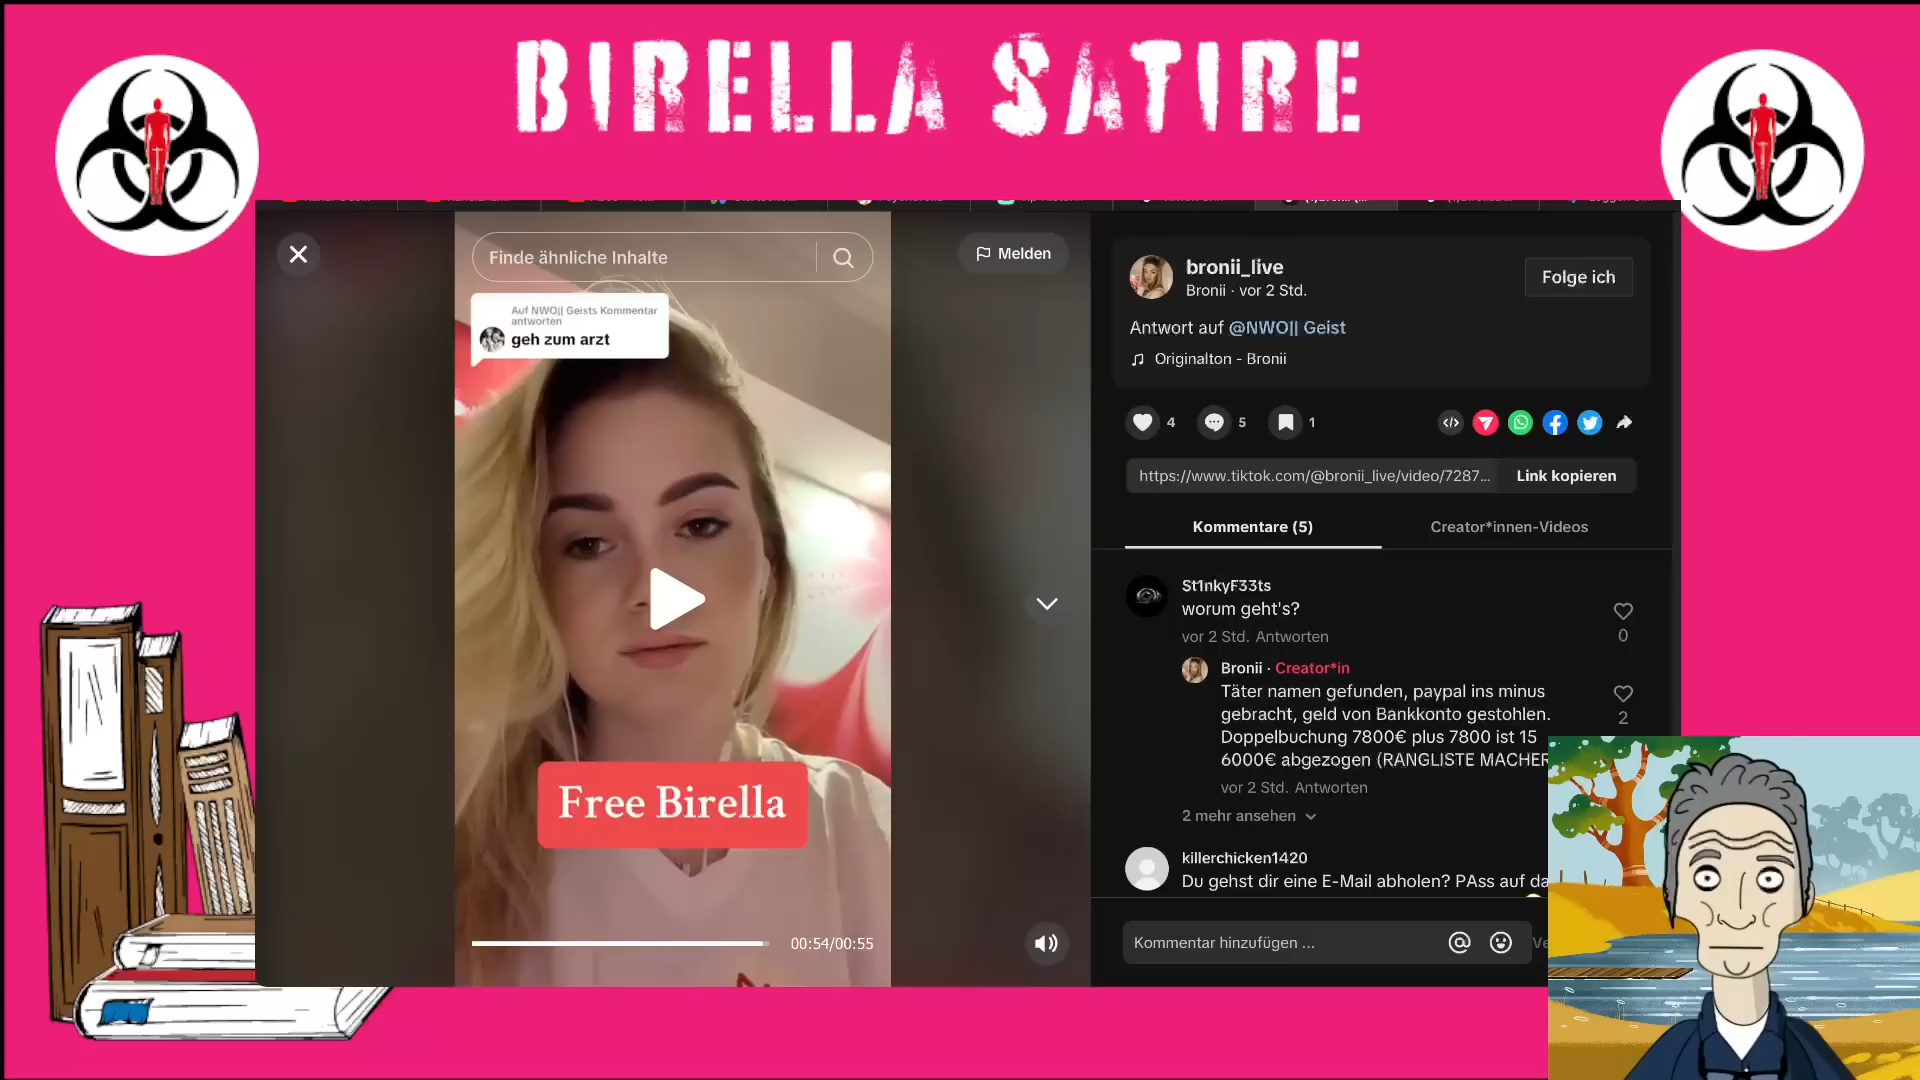 BIRELLA SATIRE
Finde ähnliche Inhalte
Melden
Auf NWO|| Geists Kommentar
antworten
geh zum arzt
Free Birella
00:54/00:55
bronii_live
Bronii · vor 2 Std.
Folge ich
Antwort auf @NWO|| Geist
Originalton - Bronii
4
5
1
https://www.tiktok.com/@bronii_live/video/7287...
Link kopieren
Kommentare (5)
Creator*innen-Videos
St1nkyF33ts
worum geht's?
0
vor 2 Std. Antworten
Bronii · Creator*in
Täter namen gefunden, paypal ins minus
gebracht, geld von Bankkonto gestohlen.
2
Doppelbuchung 7800€ plus 7800 ist 15
6000€ abgezogen (RANGLISTE MACHER
vor 2 Std. Antworten
2 mehr ansehen
killerchicken1420
Du gehst dir eine E-Mail abholen? PAss auf da
Kommentar hinzufügen ...